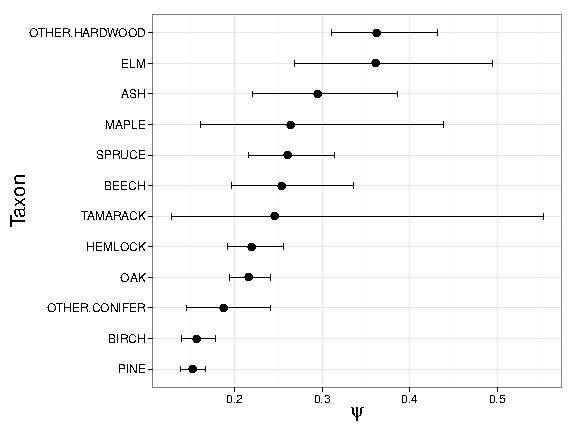 Taxon
OTHER.HARDWOOD
ELM
ASH
MAPLE
SPRUCE
BEECH
TAMARACK
HEMLOCK
OAK
OTHER.CONIFER
BIRCH
PINE
0.2 0.3 0.4 0.5
ψ